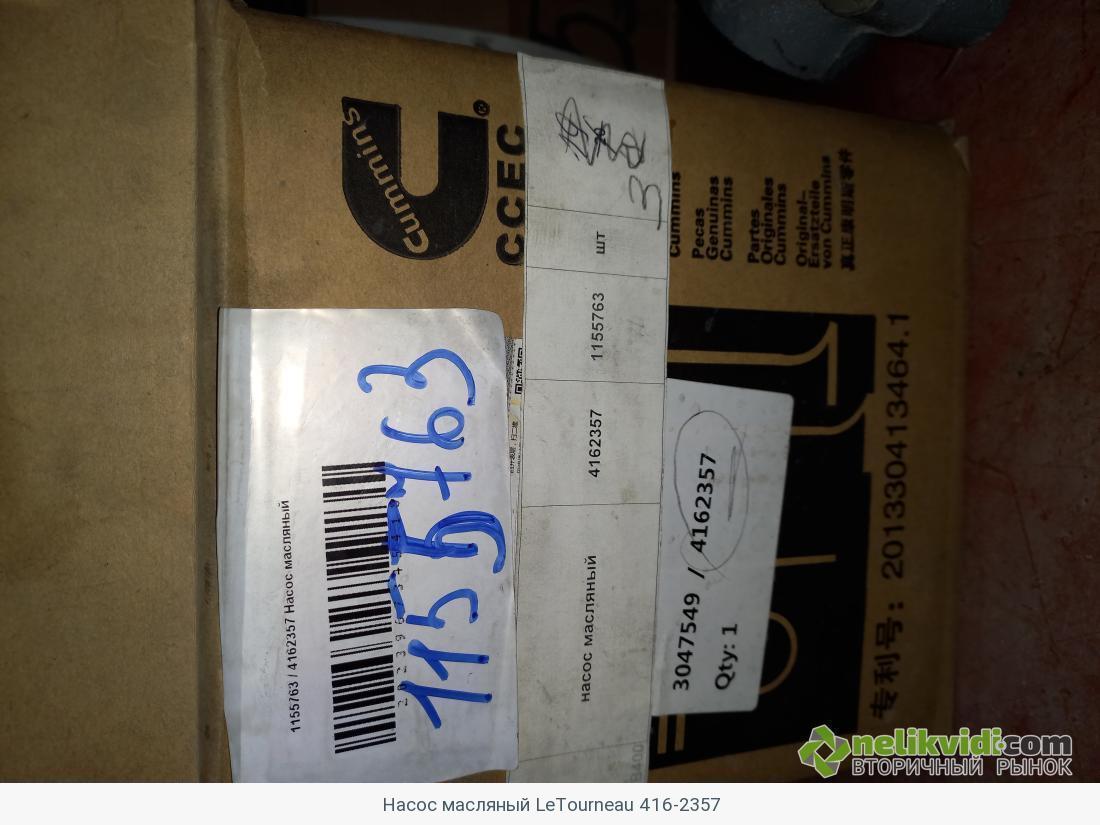 Cummins
®
CCEC
1155763 / 4162357 Насос масляный
1155763
3
шт
1155763
4162357
насос масляный
Cummins
Pecas
Genuinas
Cummins
Partes
Originales
Cummins
Original-
Ersatzteile
von Cummins
真正康明斯零件
3047549 / 4162357
Qty: 1
专利号: 201330413464.1
nelikvidi.com
ВТОРИЧНЫЙ РЫНОК
Насос масляный LeTourneau 416-2357